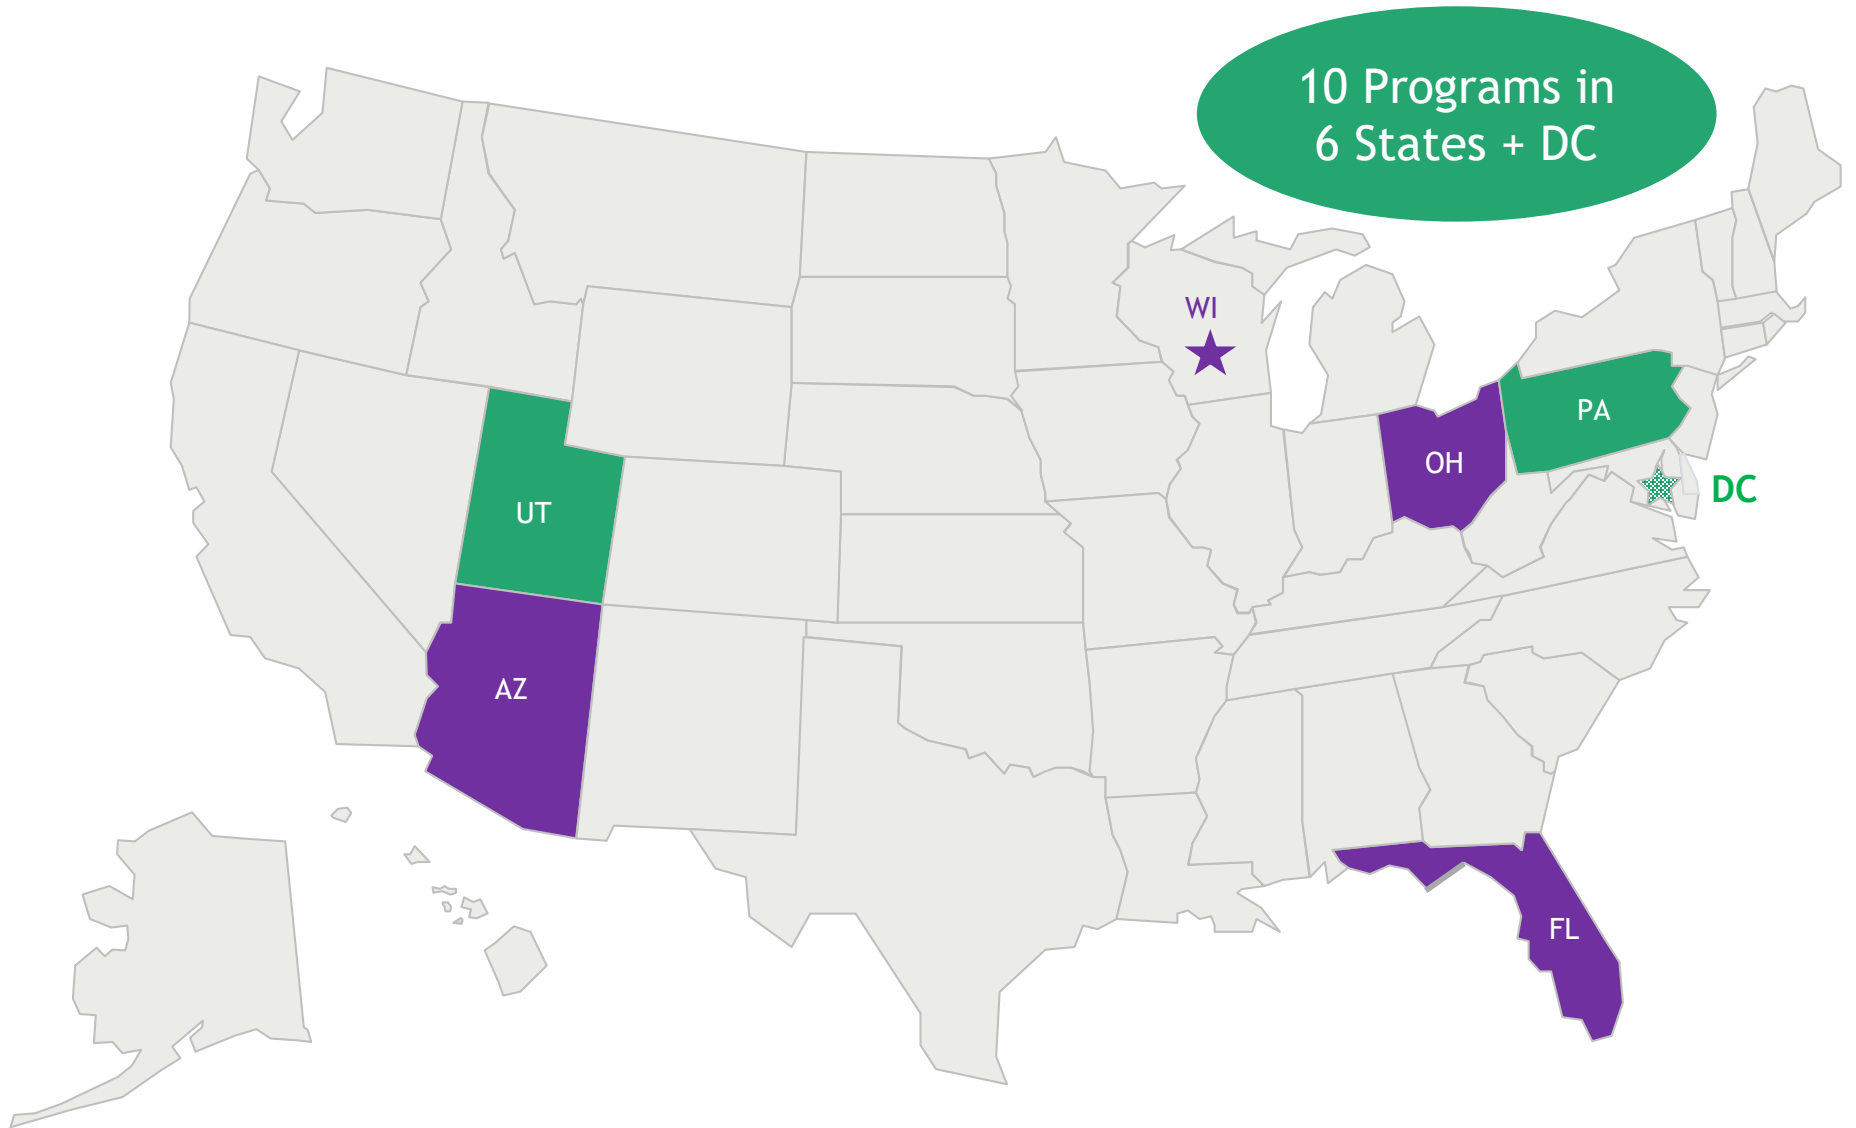 10 Programs in
6 States + DC
WI
PA
OH
DC
UT
AZ
FL